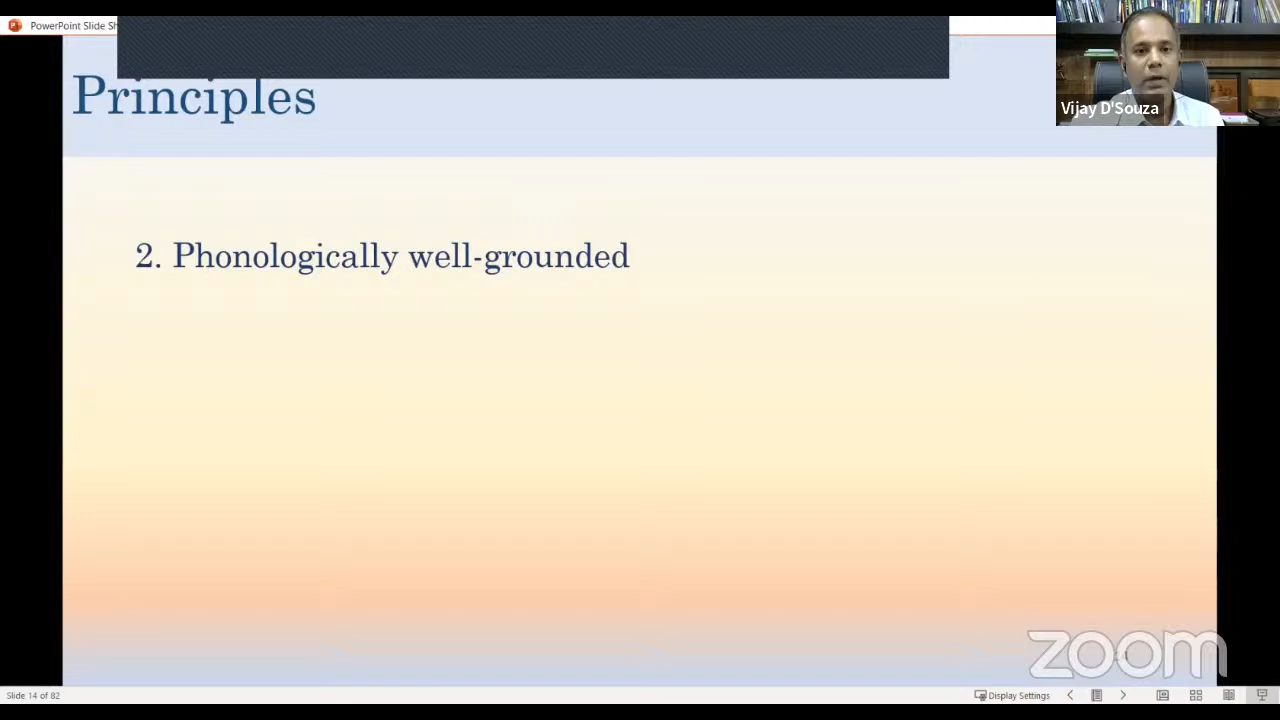 PowerPoint Slide Sh
Principles
Vijay D'Souza
2. Phonologically well-grounded
zoom
Slide 14 of 82
Display Settings